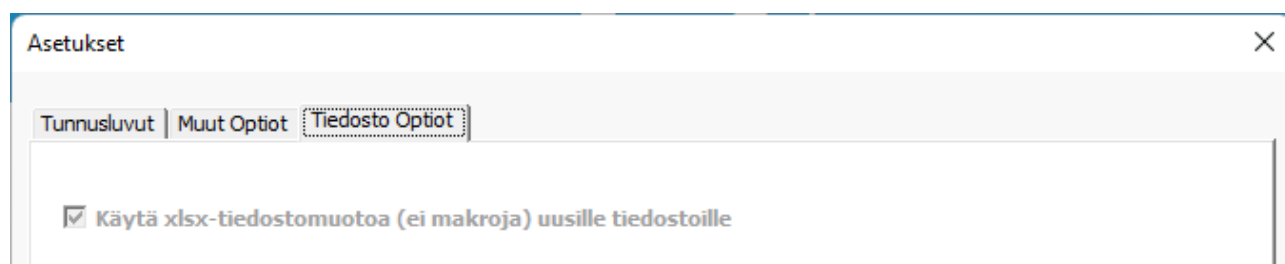 Asetukset
Tunnusluvut Muut Optiot Tiedosto Optiot
Käytä xlsx-tiedostomuotoa (ei makroja) uusille tiedostoille